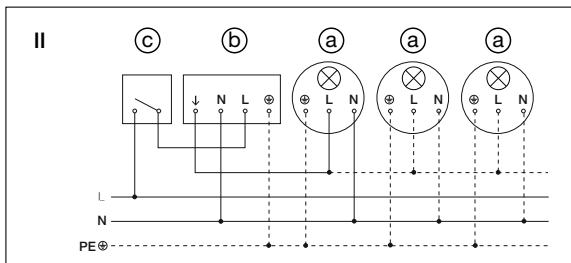 II
c b a a a
↓ N L ⏚ ⏚ L N ⏚ L N ⏚ L N
L
N
PE ⏚